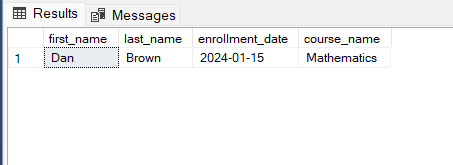 Results Messages
first_name last_name enrollment_date course_name
1 Dan Brown 2024-01-15 Mathematics